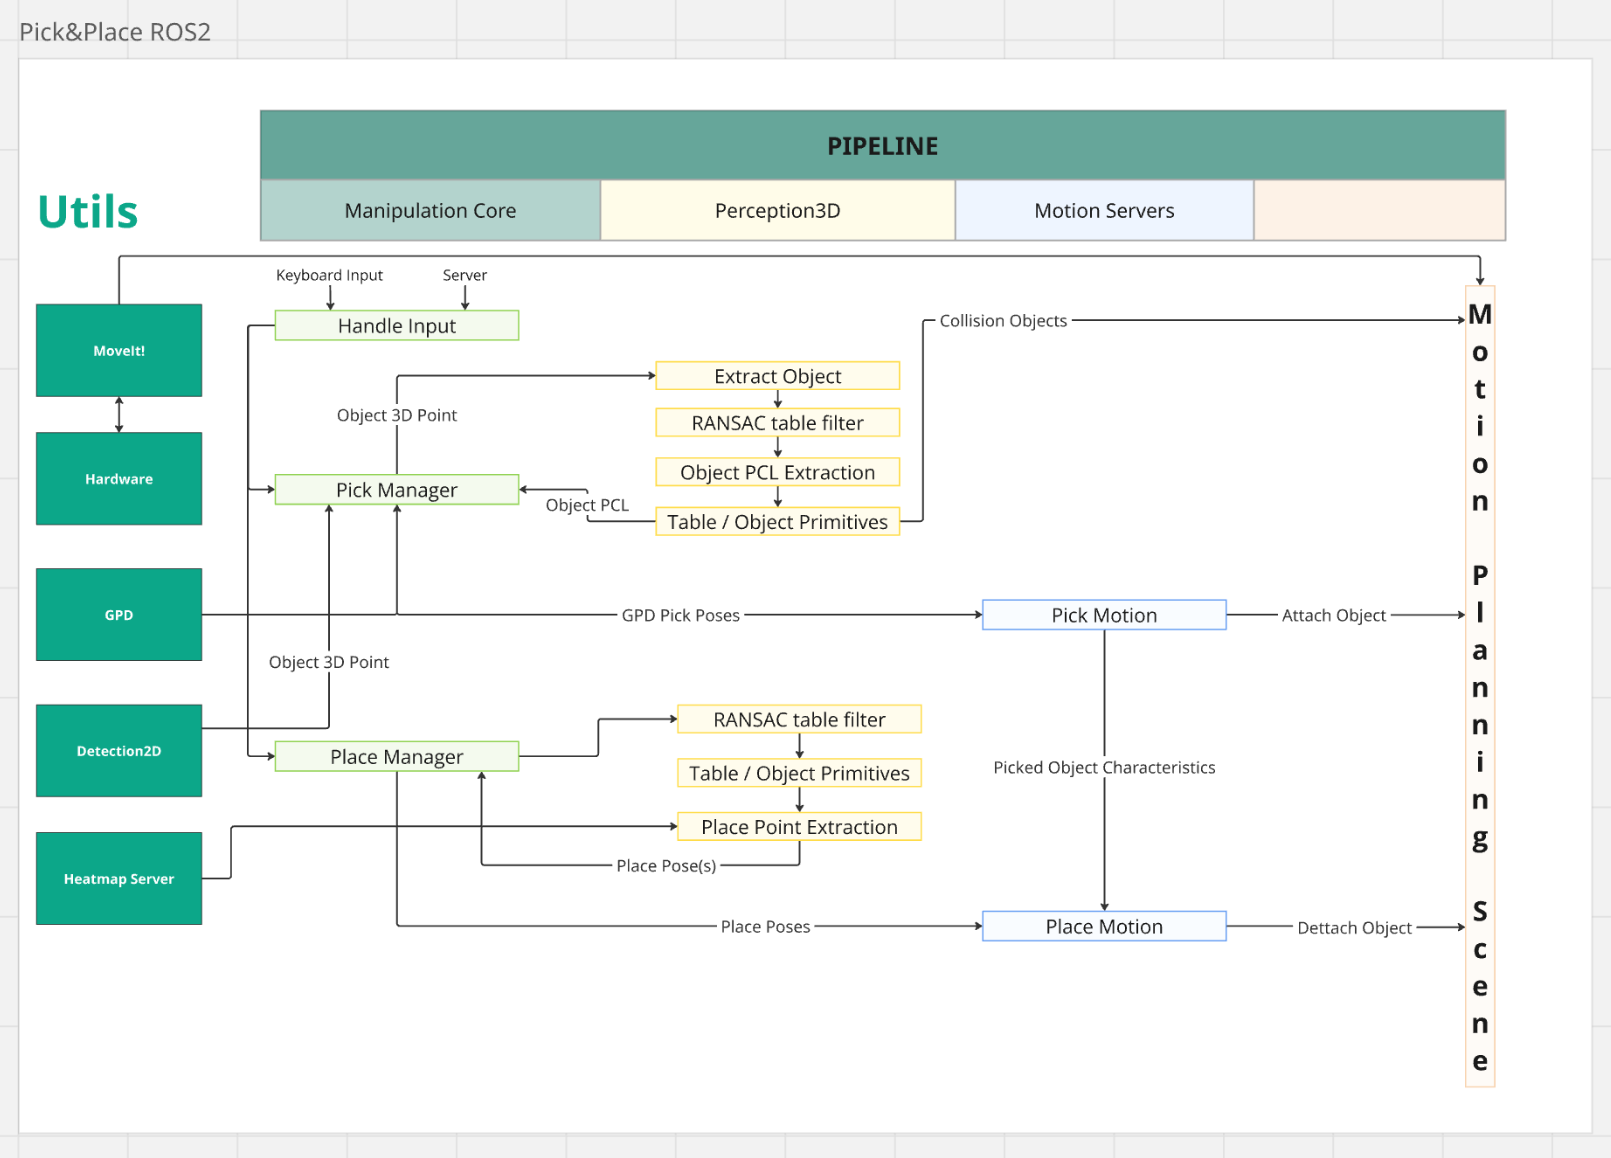 Pick&Place ROS2
PIPELINE
Utils
Manipulation Core
Perception3D
Motion Servers
Keyboard Input
Server
MoveIt!
Handle Input
Collision Objects
Extract Object
Object 3D Point
RANSAC table filter
Hardware
Object PCL Extraction
Pick Manager
Object PCL
Table / Object Primitives
GPD
GPD Pick Poses
Pick Motion
Attach Object
Object 3D Point
RANSAC table filter
Detection2D
Place Manager
Table / Object Primitives
Picked Object Characteristics
Place Point Extraction
Place Pose(s)
Heatmap Server
Place Poses
Place Motion
Dettach Object
Motion Planning Scene